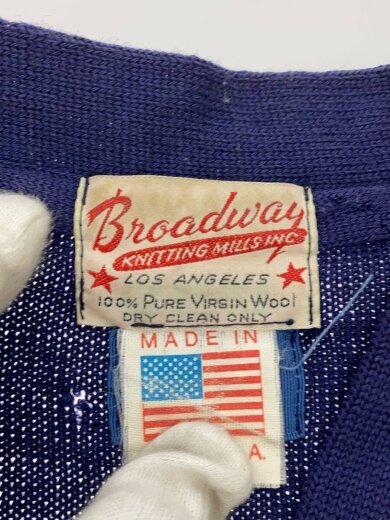 Broadway
KNITTING MILLS INC.
LOS ANGELES
100% PURE VIRGIN WOOL
DRY CLEAN ONLY
MADE IN
A.